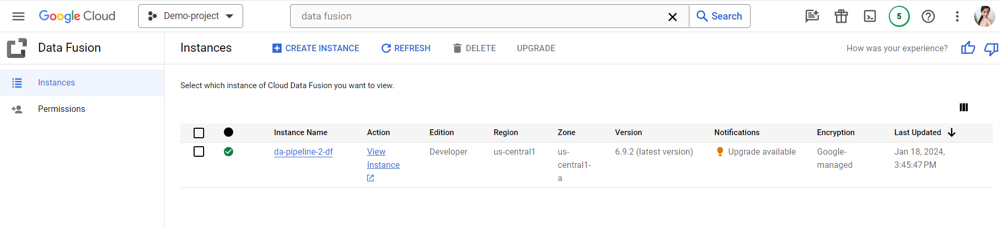 Google Cloud
Demo-project
data fusion
Search
5
Data Fusion
Instances
CREATE INSTANCE
REFRESH
DELETE
UPGRADE
How was your experience?
Instances
Permissions
Select which instance of Cloud Data Fusion you want to view.
Instance Name Action Edition Region Zone Version Notifications Encryption Last Updated
da-pipeline-2-df View Developer us-central1 us- 6.9.2 (latest version) Upgrade available Google- Jan 18, 2024,
Instance central1- managed 3:45:47 PM
a